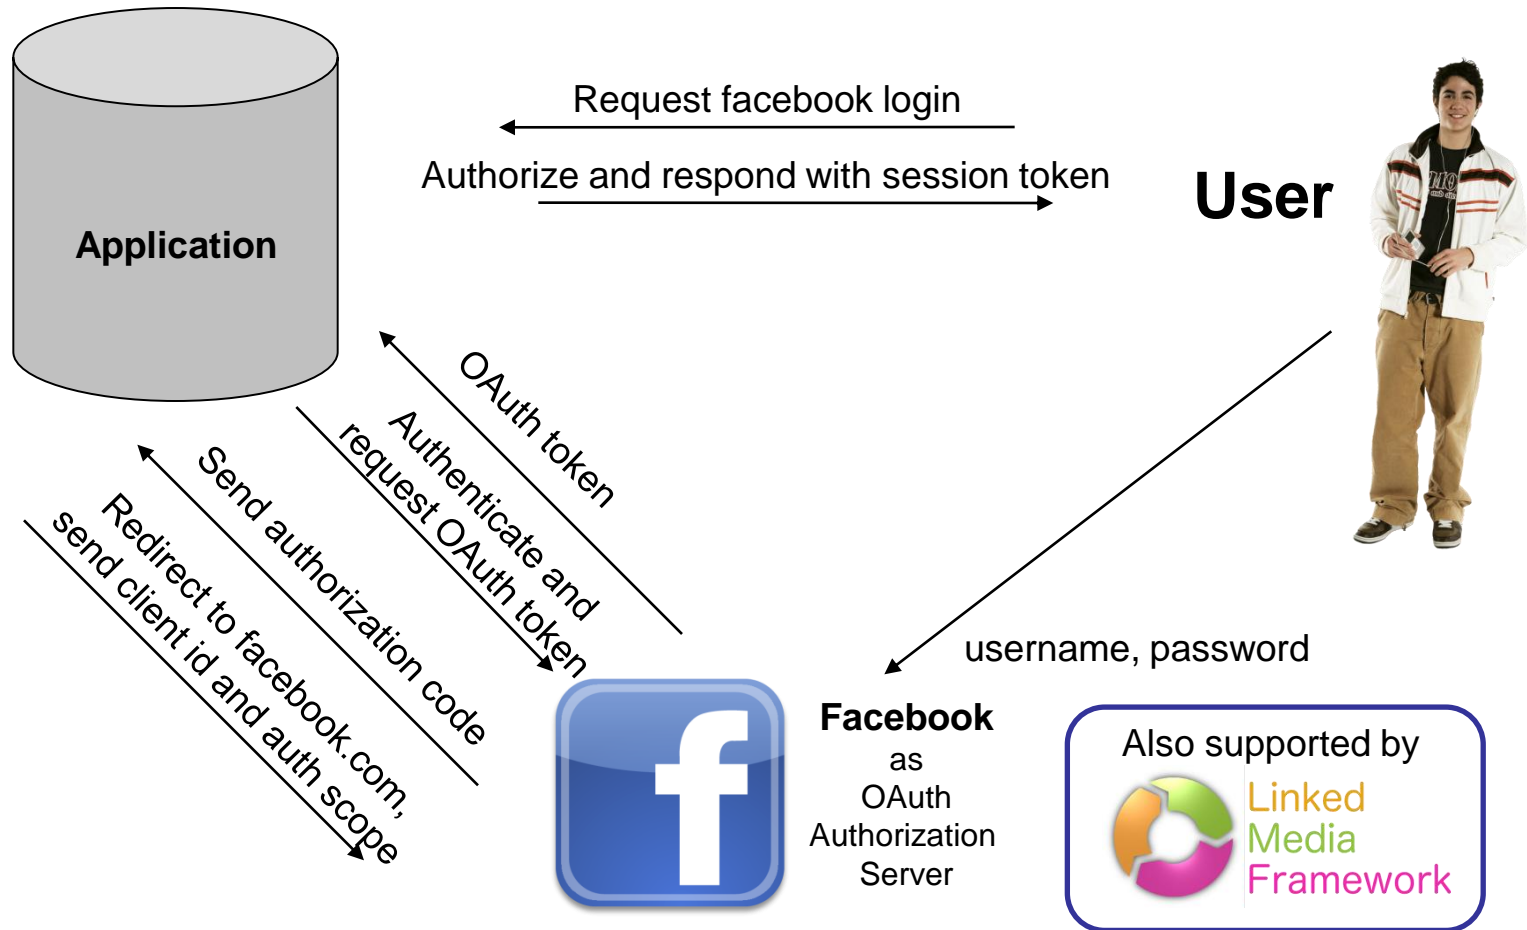 Request facebook login
Authorize and respond with session token
User
Application
OAuth token
Authenticate and
request OAuth token
Send authorization code
Redirect to facebook.com,
send client id and auth scope
username, password
f
Facebook
as
OAuth
Authorization
Server
Also supported by
Linked
Media
Framework